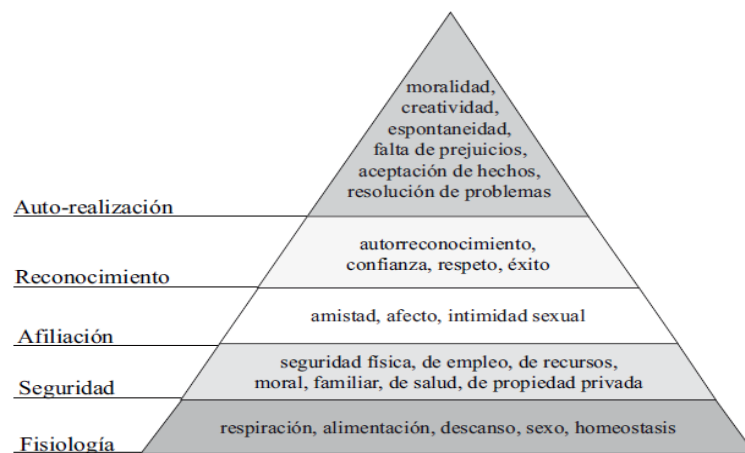 moralidad,
creatividad,
espontaneidad,
falta de prejuicios,
aceptación de hechos,
resolución de problemas
Auto-realización
autorreconocimiento,
confianza, respeto, éxito
Reconocimiento
amistad, afecto, intimidad sexual
Afiliación
seguridad física, de empleo, de recursos,
moral, familiar, de salud, de propiedad privada
Seguridad
respiración, alimentación, descanso, sexo, homeostasis
Fisiología